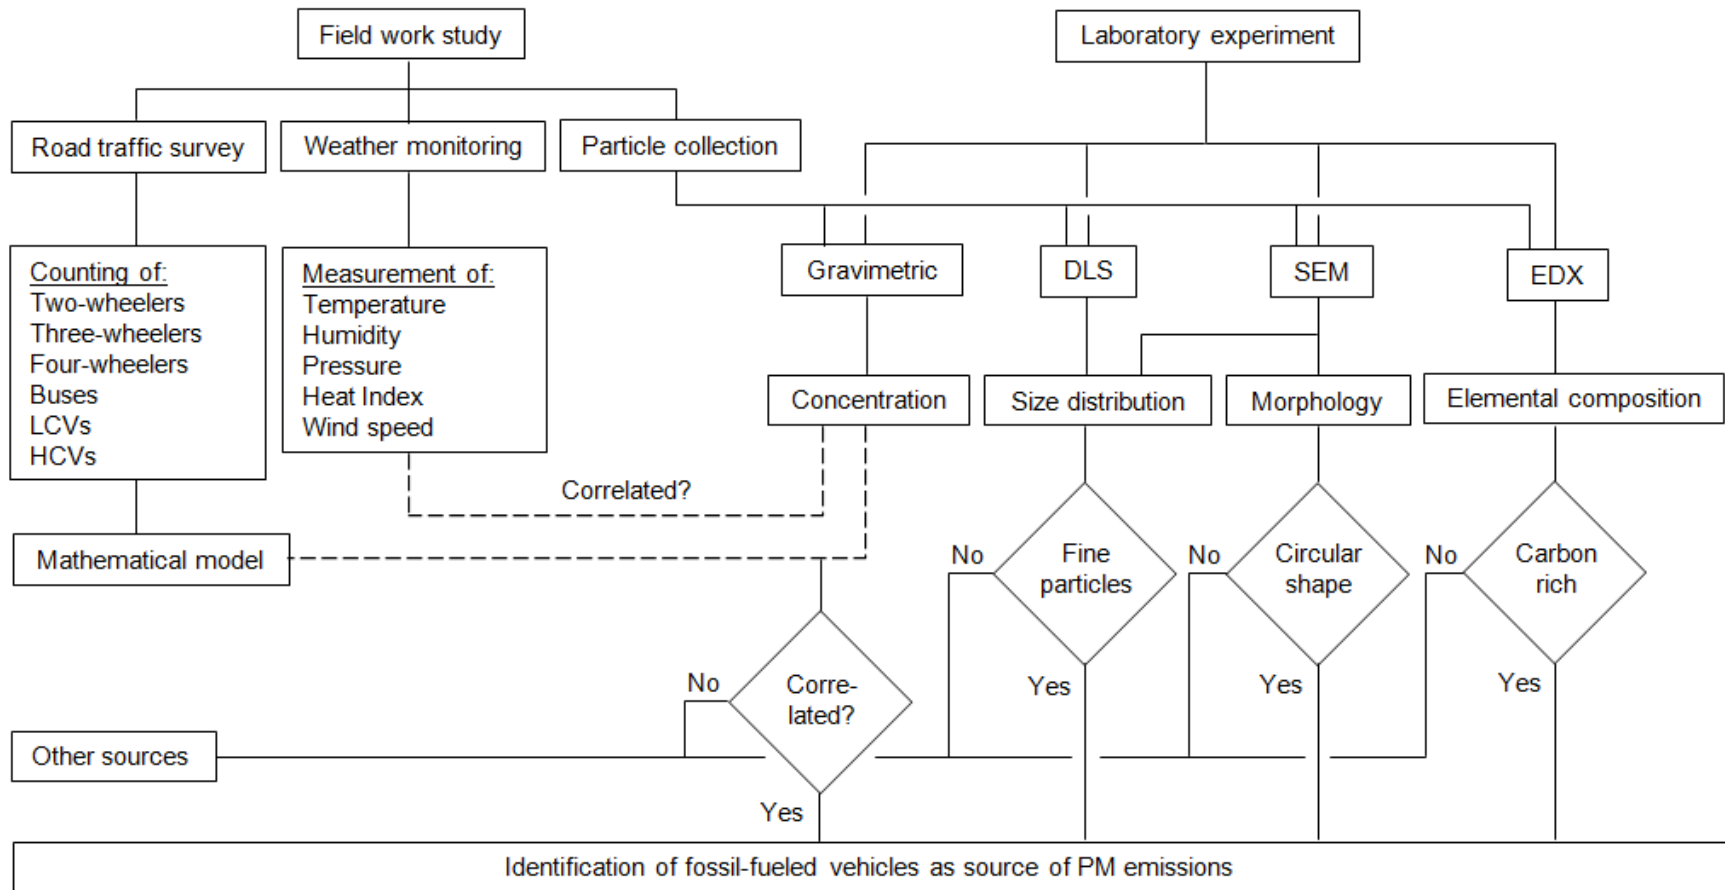 Field work study
Laboratory experiment
Road traffic survey
Weather monitoring
Particle collection
Counting of:
Two-wheelers
Three-wheelers
Four-wheelers
Buses
LCVs
HCVs
Measurement of:
Temperature
Humidity
Pressure
Heat Index
Wind speed
Gravimetric
DLS
SEM
EDX
Concentration
Size distribution
Morphology
Elemental composition
Correlated?
Mathematical model
No
Fine
particles
No
Circular
shape
No
Carbon
rich
Yes
Yes
Yes
No
Corre-
lated?
Other sources
Yes
Identification of fossil-fueled vehicles as source of PM emissions